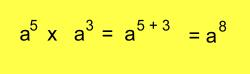 a⁵ x a³ = a⁵ ⁺ ³ = a⁸